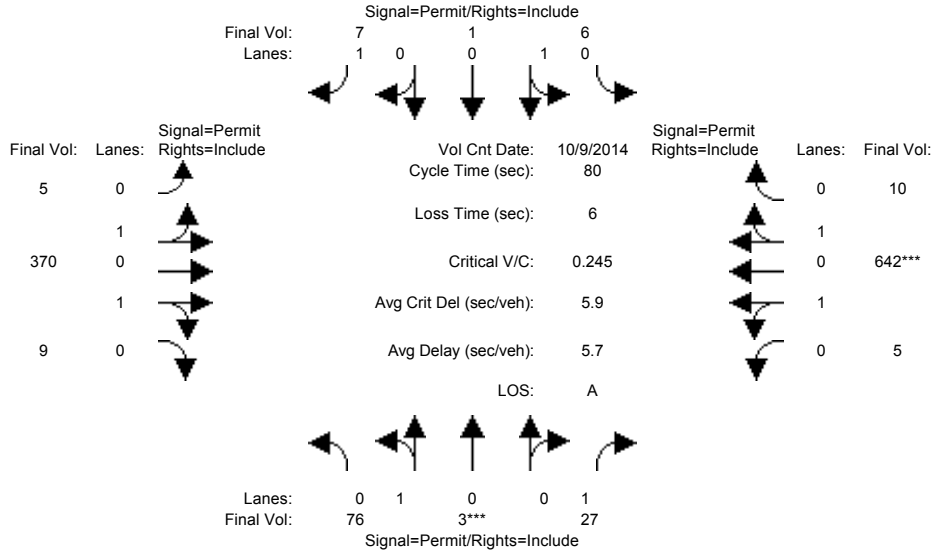 Signal=Permit/Rights=Include
Final Vol: 7 1 6
Lanes: 1 0 0 1 0
Signal=Permit Signal=Permit
Final Vol: Lanes: Rights=Include Vol Cnt Date: 10/9/2014 Rights=Include Lanes: Final Vol:
Cycle Time (sec): 80
5 0 0 10
Loss Time (sec): 6
1 1
370 0 Critical V/C: 0.245 0 642***
1 Avg Crit Del (sec/veh): 5.9 1
9 0 Avg Delay (sec/veh): 5.7 0 5
LOS: A
Lanes: 0 1 0 0 1
Final Vol: 76 3*** 27
Signal=Permit/Rights=Include